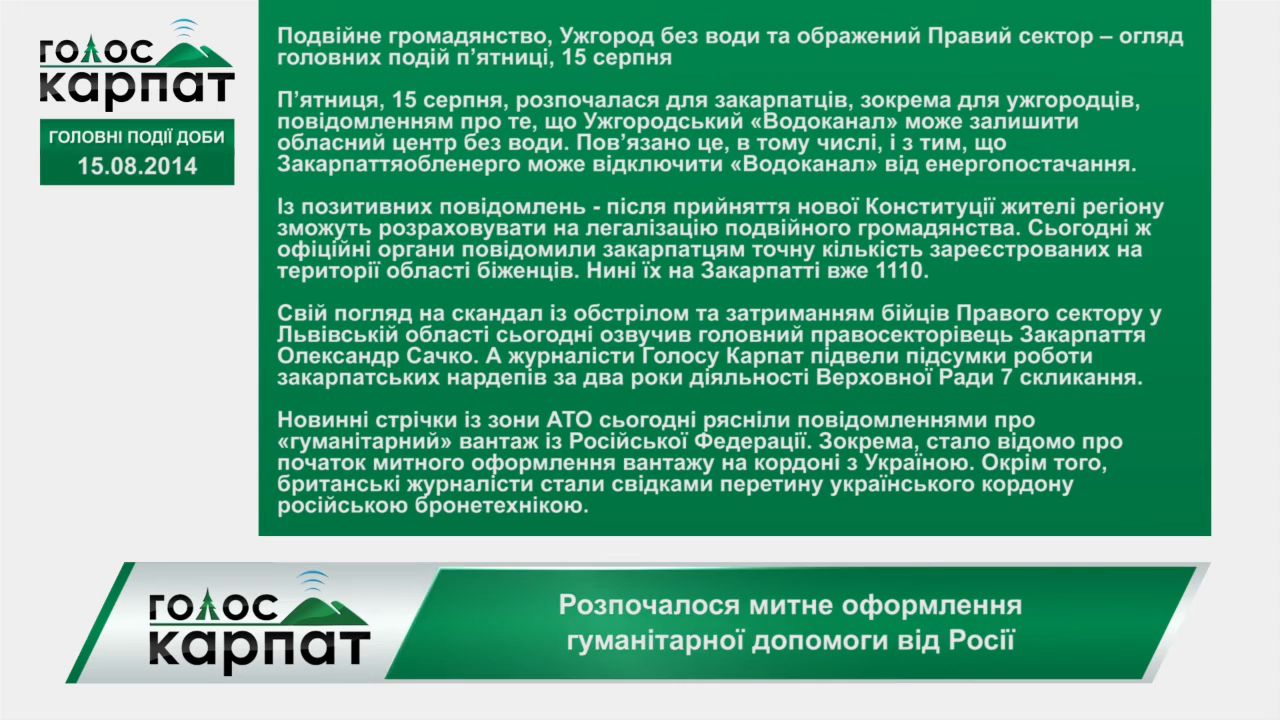 голос
карпат
ГОЛОВНІ ПОДІЇ ДОБИ
15.08.2014
Подвійне громадянство, Ужгород без води та ображений Правий сектор – огляд
головних подій п’ятниці, 15 серпня
П’ятниця, 15 серпня, розпочалася для закарпатців, зокрема для ужгородців,
повідомленням про те, що Ужгородський «Водоканал» може залишити
обласний центр без води. Пов’язано це, в тому числі, і з тим, що
Закарпаттяобленерго може відключити «Водоканал» від енергопостачання.
Із позитивних повідомлень - після прийняття нової Конституції жителі регіону
зможуть розраховувати на легалізацію подвійного громадянства. Сьогодні ж
офіційні органи повідомили закарпатцям точну кількість зареєстрованих на
території області біженців. Нині їх на Закарпатті вже 1110.
Свій погляд на скандал із обстрілом та затриманням бійців Правого сектору у
Львівській області сьогодні озвучив головний правосекторівець Закарпаття
Олександр Сачко. А журналісти Голосу Карпат підвели підсумки роботи
закарпатських нардепів за два роки діяльності Верховної Ради 7 скликання.
Новинні стрічки із зони АТО сьогодні рясніли повідомленнями про
«гуманітарний» вантаж із Російської Федерації. Зокрема, стало відомо про
початок митного оформлення вантажу на кордоні з Україною. Окрім того,
британські журналісти стали свідками перетину українського кордону
російською бронетехнікою.
голос
карпат
Розпочалося митне оформлення
гуманітарної допомоги від Росії